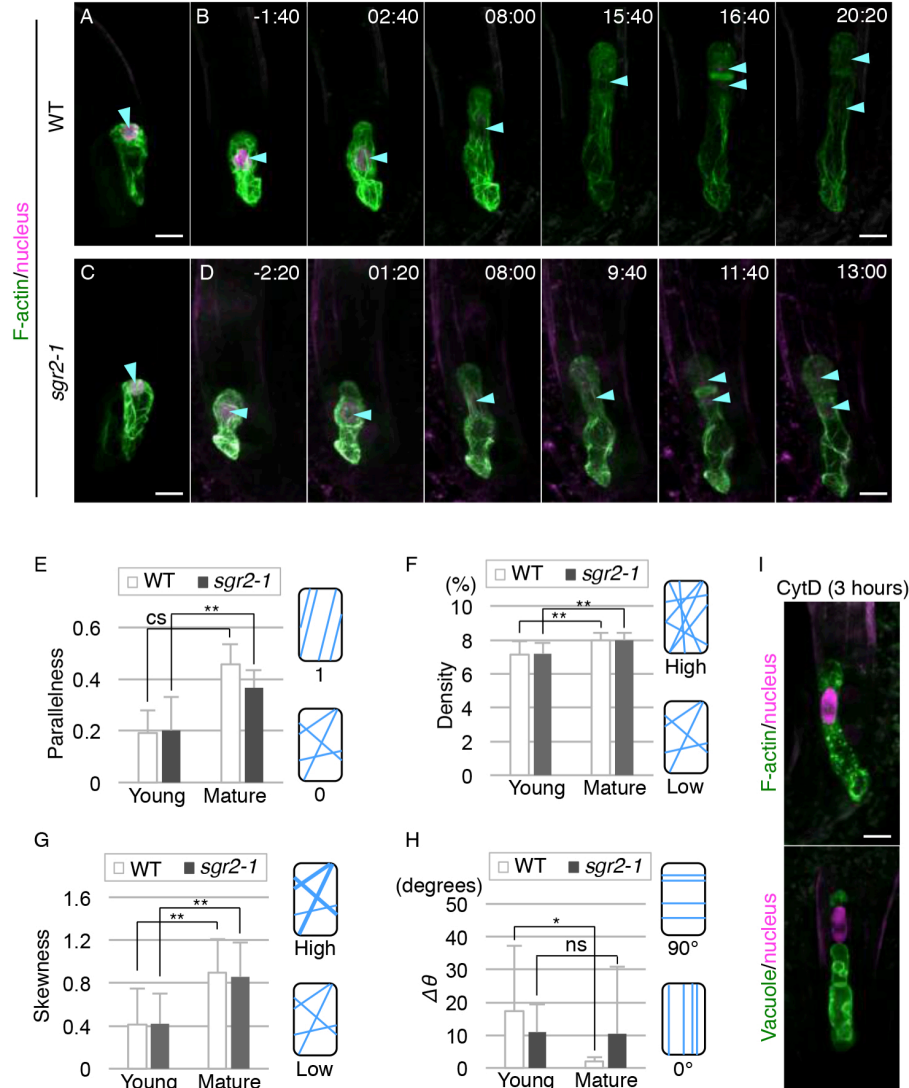 A
B
-1:40
02:40
08:00
15:40
16:40
20:20
WT
F-actin/nucleus
C
D
-2:20
01:20
08:00
9:40
11:40
13:00
sgr2-1
E
WT sgr2-1
Parallelness
0.6
0.4
0.2
0
cs
**
Young Mature
1
0
F
WT sgr2-1
(%)
Density
10
8
6
4
2
0
**
**
Young Mature
High
Low
G
WT sgr2-1
Skewness
1.6
1.2
0.8
0.4
0
**
**
Young Mature
High
Low
H
WT sgr2-1
(degrees)
Δθ
50
40
30
20
10
0
*
ns
Young Mature
90°
0°
I
CytD (3 hours)
F-actin/nucleus
Vacuole/nucleus